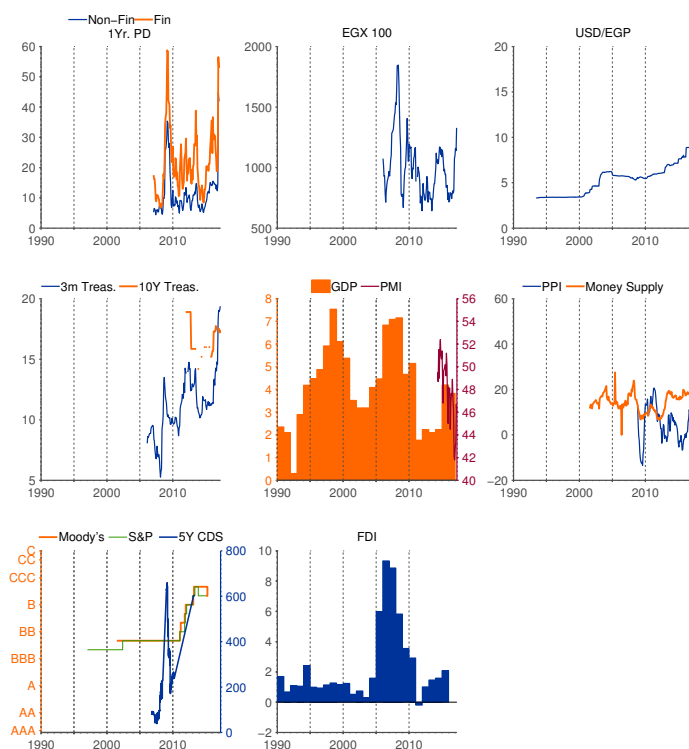 Non−Fin Fin
1Yr. PD
60
50
40
30
20
10
0
1990 2000 2010
EGX 100
2000
1500
1000
500
1990 2000 2010
USD/EGP
20
15
10
5
0
1990 2000 2010
3m Treas. 10Y Treas.
20
15
10
5
1990 2000 2010
GDP PMI
8 56
7 54
6 52
5 50
4 48
3 46
2 44
1 42
0 40
1990 2000 2010
PPI Money Supply
60
40
20
0
−20
1990 2000 2010
Moody's S&P 5Y CDS
C 800
CC
CCC
600
B
BB 400
BBB
A 200
AA
AAA 0
1990 2000 2010
FDI
10
8
6
4
2
0
−2
1990 2000 2010